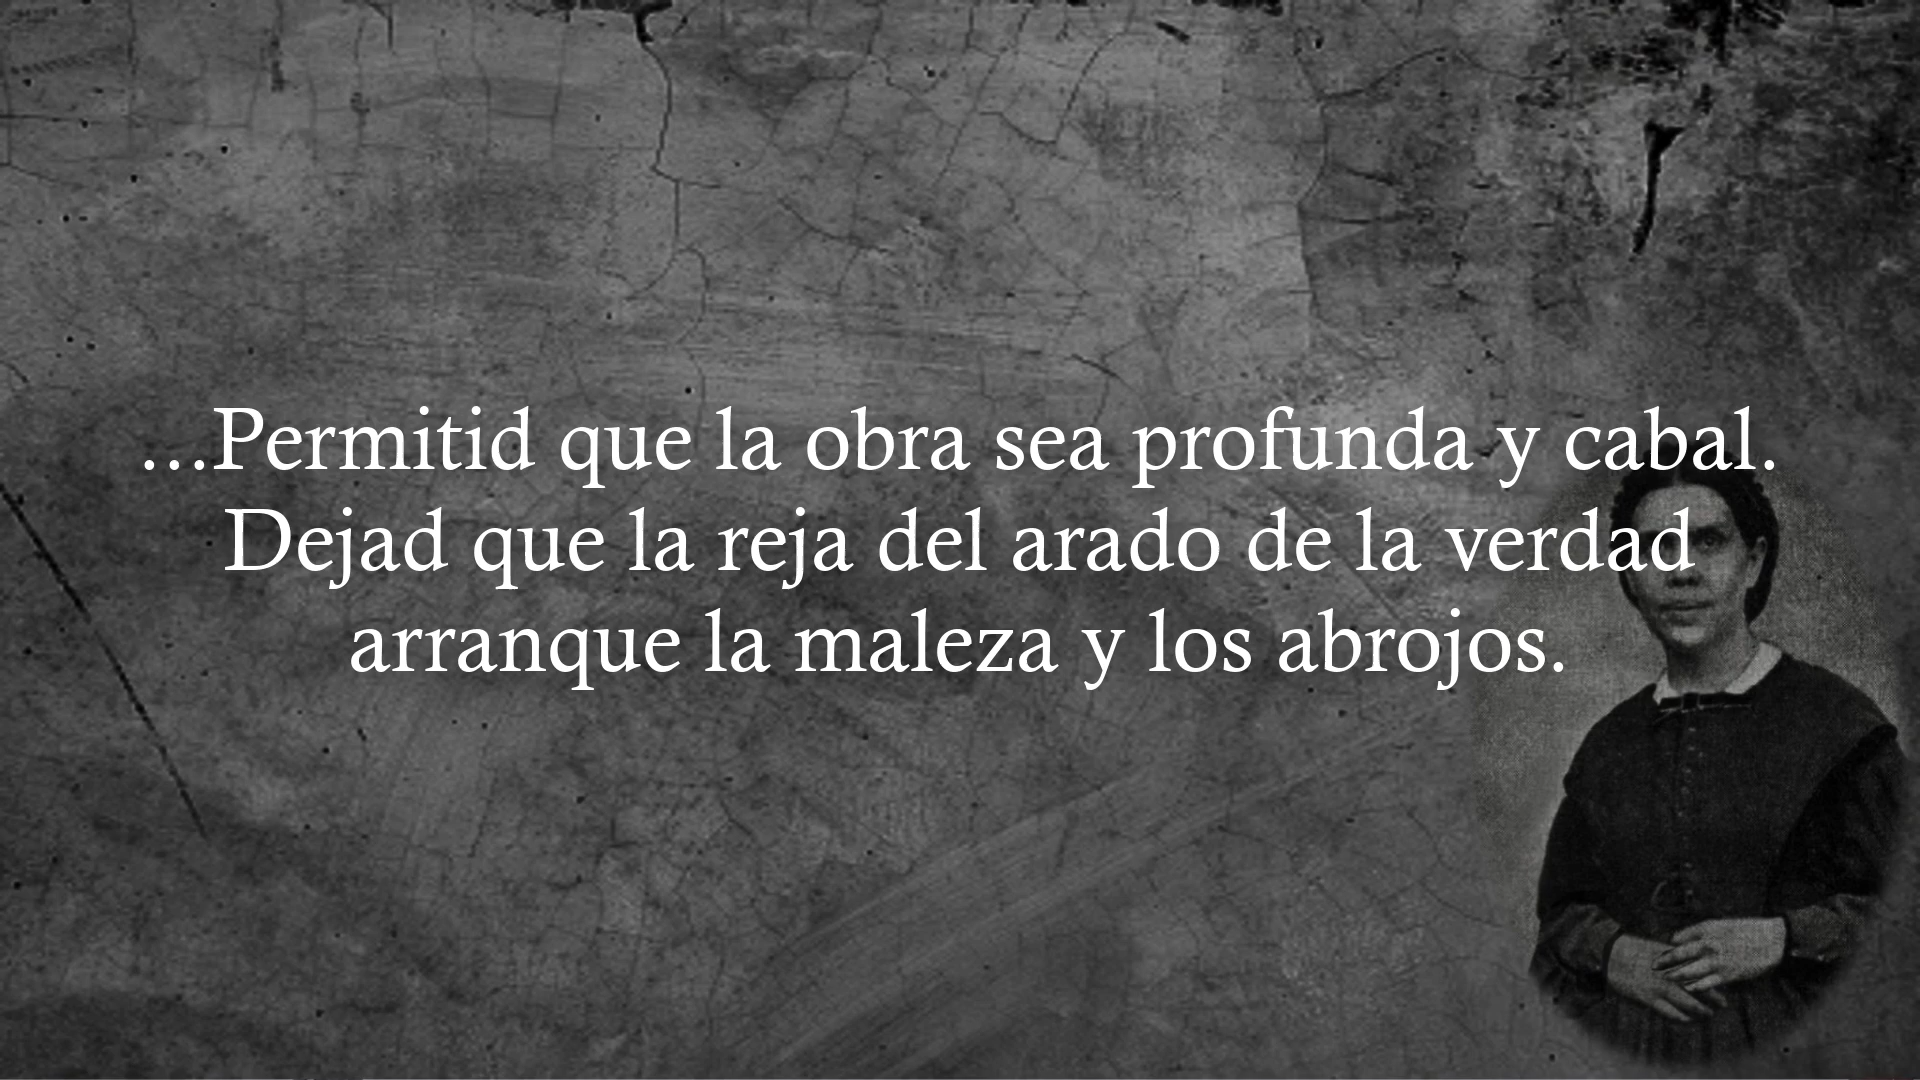 ...Permitid que la obra sea profunda y cabal.
Dejad que la reja del arado de la verdad
arranque la maleza y los abrojos.